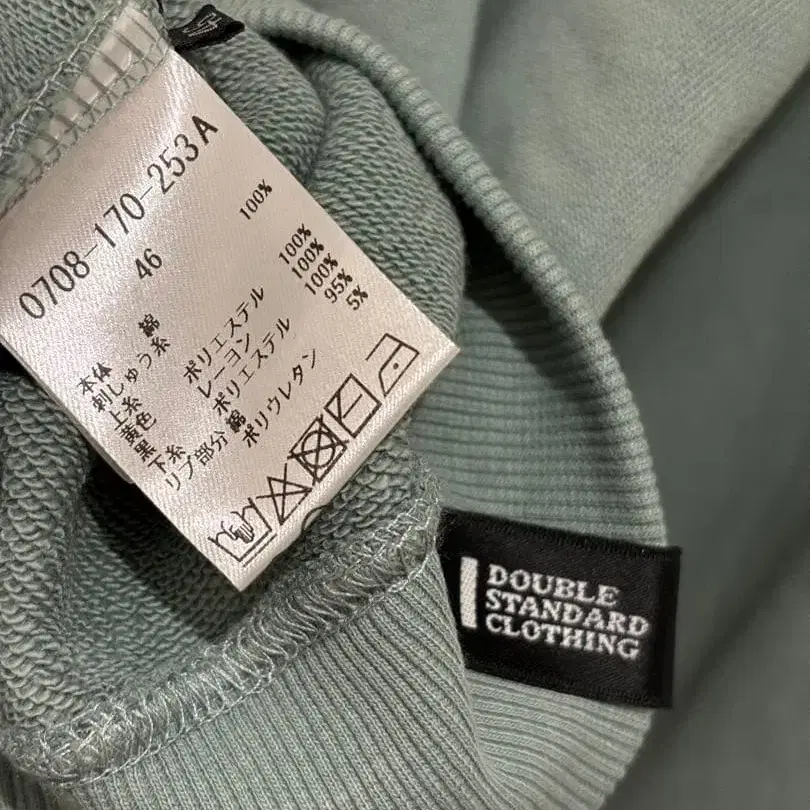 0708-170-253A
46
本体 綿 100%
刺しゅう糸
上糸 ポリエステル 100%
黄色 レーヨン 100%
黒 ポリエステル 100%
下糸
リブ部分 綿 95%
ポリウレタン 5%
DOUBLE
STANDARD
CLOTHING